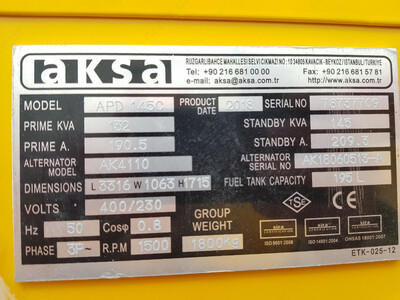 aksa
RUZGARLIBAHCE MAHALLESI SELVI CIKMAZI NO: 10 34805 KAVACIK - BEYKOZ / ISTANBUL / TURKIYE
Tel: +90 216 681 00 00 Fax: +90 216 681 57 81
e-mail: aksa@aksa.com.tr www.aksa.com.tr
MODEL APD 145C PRODUCT DATE 2018 SERIAL NO
PRIME KVA 132 STANDBY KVA 145
PRIME A. 190.5 STANDBY A. 209.3
ALTERNATOR MODEL AK4110 ALTERNATOR SERIAL NO
DIMENSIONS L 3316 W 1063 H 1715 FUEL TANK CAPACITY 195 L
VOLTS 400/230
Hz 50 Cosφ 0.8 GROUP WEIGHT 1800Kg
PHASE 3P~ R.P.M 1500
TSE
ISO 9001:2008 ISO 14001:2004 OHSAS 18001:2007
ETK-025-12